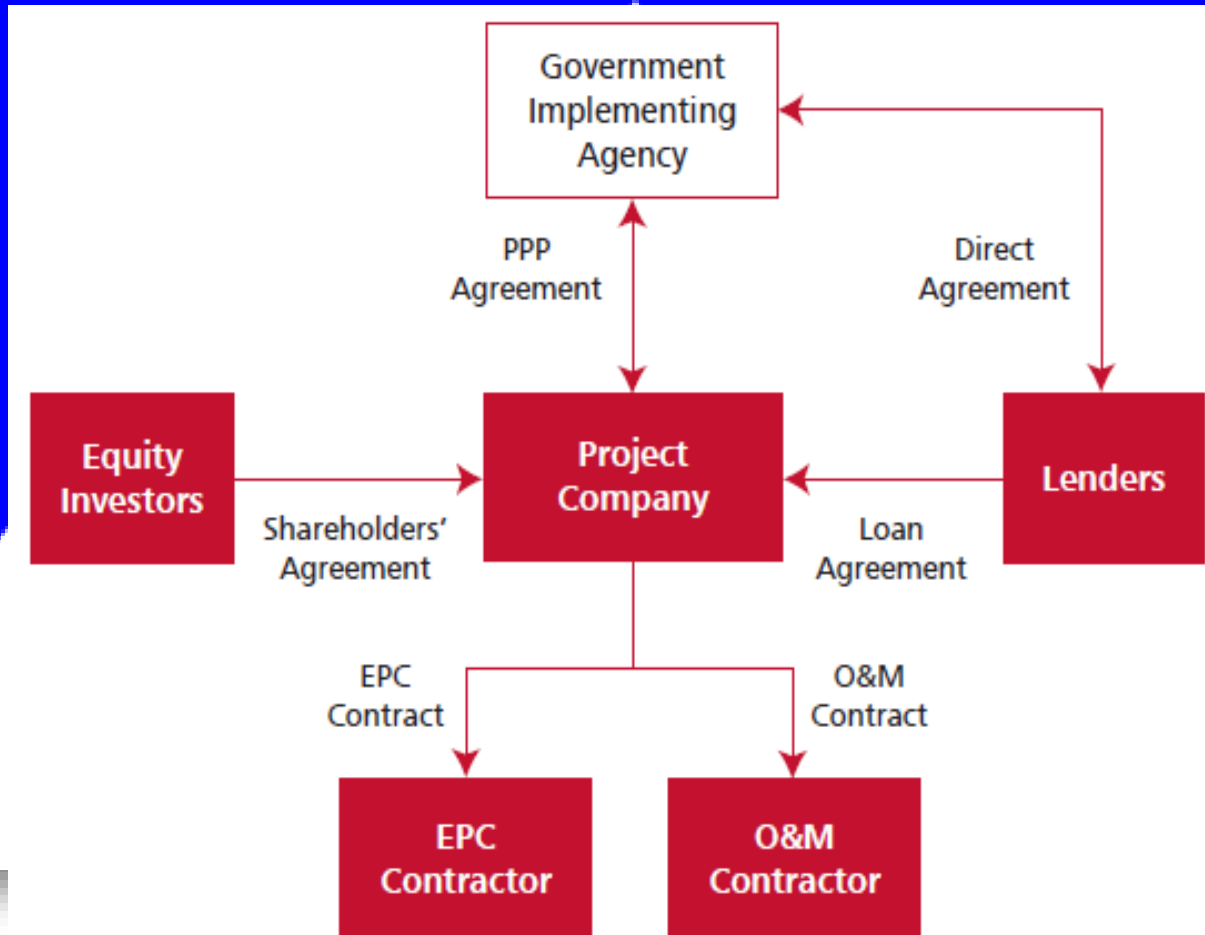 Government
Implementing
Agency
PPP
Agreement
Direct
Agreement
Equity
Investors
Project
Company
Lenders
Shareholders’
Agreement
Loan
Agreement
EPC
Contract
O&M
Contract
EPC
Contractor
O&M
Contractor